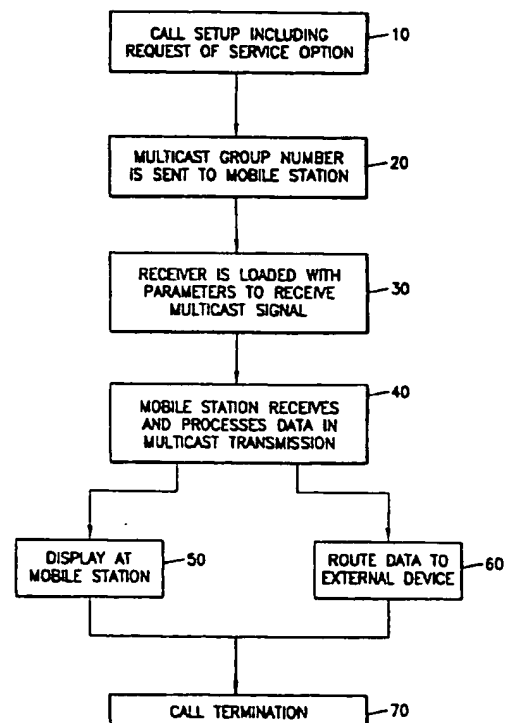 CALL SETUP INCLUDING
REQUEST OF SERVICE OPTION
10
MULTICAST GROUP NUMBER
IS SENT TO MOBILE STATION
20
RECEIVER IS LOADED WITH
PARAMETERS TO RECEIVE
MULTICAST SIGNAL
30
MOBILE STATION RECEIVES
AND PROCESSES DATA IN
MULTICAST TRANSMISSION
40
DISPLAY AT
MOBILE STATION
50
ROUTE DATA TO
EXTERNAL DEVICE
60
CALL TERMINATION
70